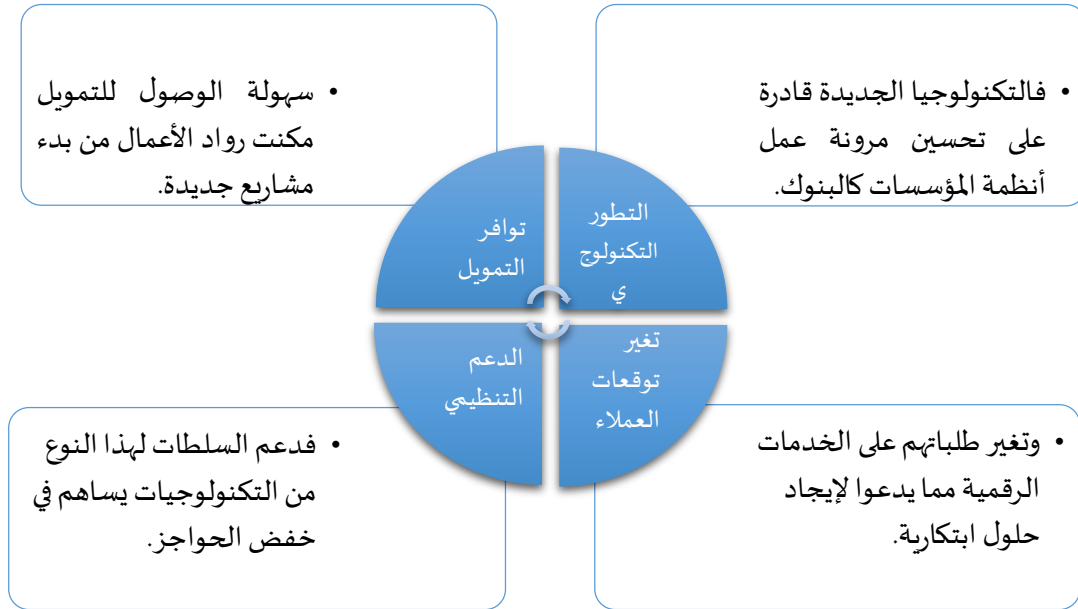 • فالتكنولوجيا الجديدة قادرة
على تحسين مرونة عمل
أنظمة المؤسسات كالبنوك.
• سهولة الوصول للتمويل
مكنت رواد الأعمال من بدء
مشاريع جديدة.
التطور
التكنولوج
ي
توافر
التمويل
تغير
توقعات
العملاء
الدعم
التنظيمي
• وتغير طلباتهم على الخدمات
الرقمية مما يدعوا لإيجاد
حلول ابتكارية.
• فدعم السلطات لهذا النوع
من التكنولوجيات يساهم في
خفض الحواجز.